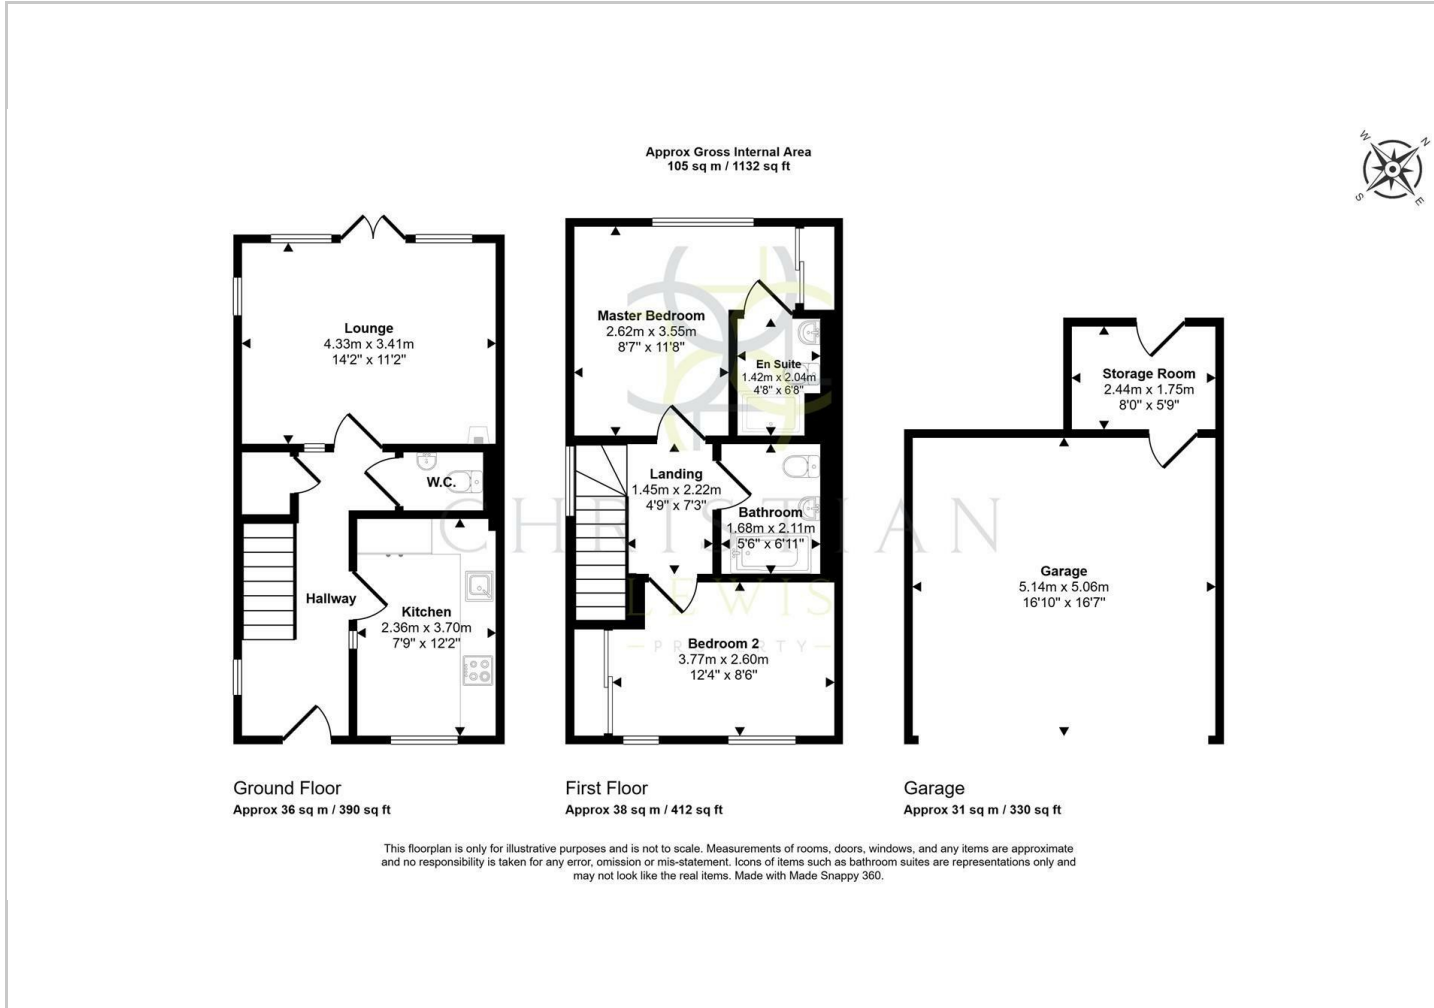 Approx Gross Internal Area
105 sq m / 1132 sq ft
W
N
S
E
Lounge
4.33m x 3.41m
14'2" x 11'2"
W.C.
Hallway
Kitchen
2.36m x 3.70m
7'9" x 12'2"
Master Bedroom
2.62m x 3.55m
8'7" x 11'8"
En Suite
1.42m x 2.04m
4'8" x 6'8"
Landing
1.45m x 2.22m
4'9" x 7'3"
Bathroom
1.68m x 2.11m
5'6" x 6'11"
Bedroom 2
3.77m x 2.60m
12'4" x 8'6"
Storage Room
2.44m x 1.75m
8'0" x 5'9"
Garage
5.14m x 5.06m
16'10" x 16'7"
CHRISTIAN
LEWIS
PROPERTY
Ground Floor
Approx 36 sq m / 390 sq ft
First Floor
Approx 38 sq m / 412 sq ft
Garage
Approx 31 sq m / 330 sq ft
This floorplan is only for illustrative purposes and is not to scale. Measurements of rooms, doors, windows, and any items are approximate
and no responsibility is taken for any error, omission or mis-statement. Icons of items such as bathroom suites are representations only and
may not look like the real items. Made with Made Snappy 360.